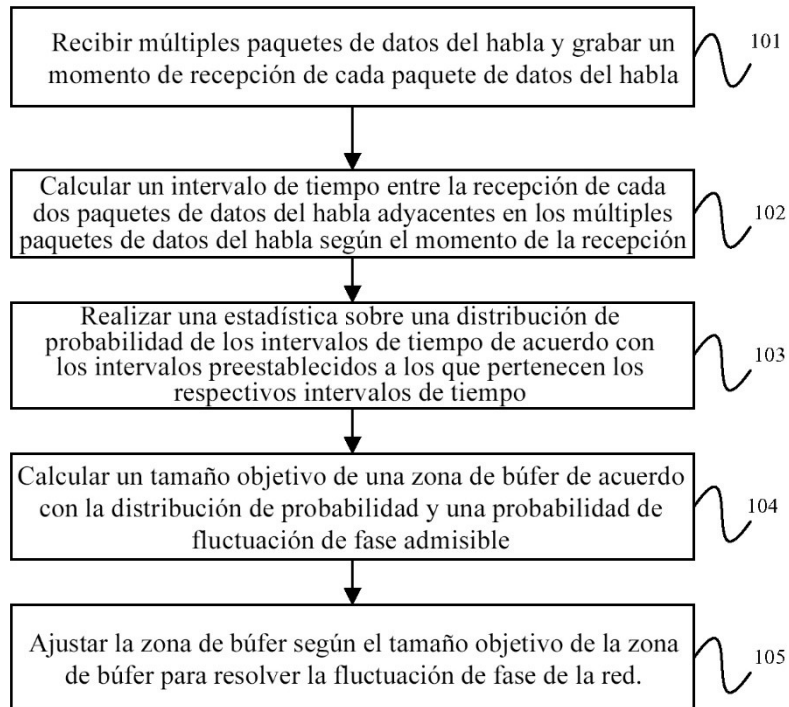 Recibir múltiples paquetes de datos del habla y grabar un
momento de recepción de cada paquete de datos del habla
101
Calcular un intervalo de tiempo entre la recepción de cada
dos paquetes de datos del habla adyacentes en los múltiples
paquetes de datos del habla según el momento de la recepción
102
Realizar una estadística sobre una distribución de
probabilidad de los intervalos de tiempo de acuerdo con
los intervalos preestablecidos a los que pertenecen los
respectivos intervalos de tiempo
103
Calcular un tamaño objetivo de una zona de búfer de acuerdo
con la distribución de probabilidad y una probabilidad de
fluctuación de fase admisible
104
Ajustar la zona de búfer según el tamaño objetivo de la zona
de búfer para resolver la fluctuación de fase de la red.
105